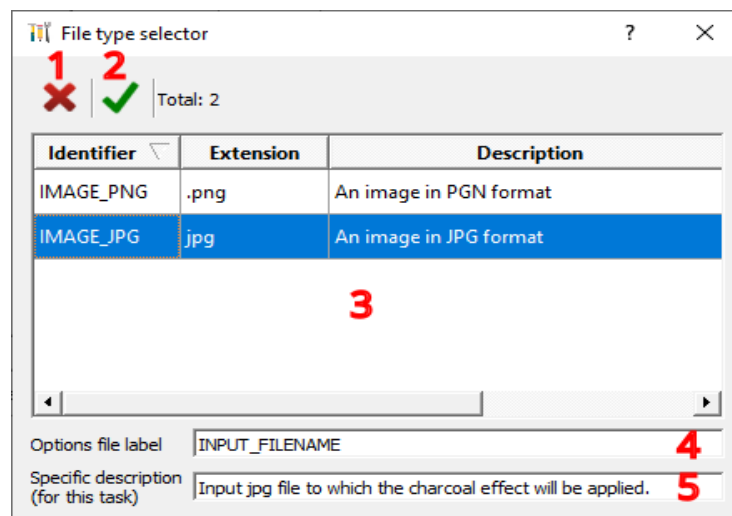 File type selector
?
1 2
Total: 2
Identifier Extension Description
IMAGE_PNG .png An image in PGN format
IMAGE_JPG jpg An image in JPG format
3
Options file label INPUT_FILENAME 4
Specific description
(for this task) Input jpg file to which the charcoal effect will be applied. 5